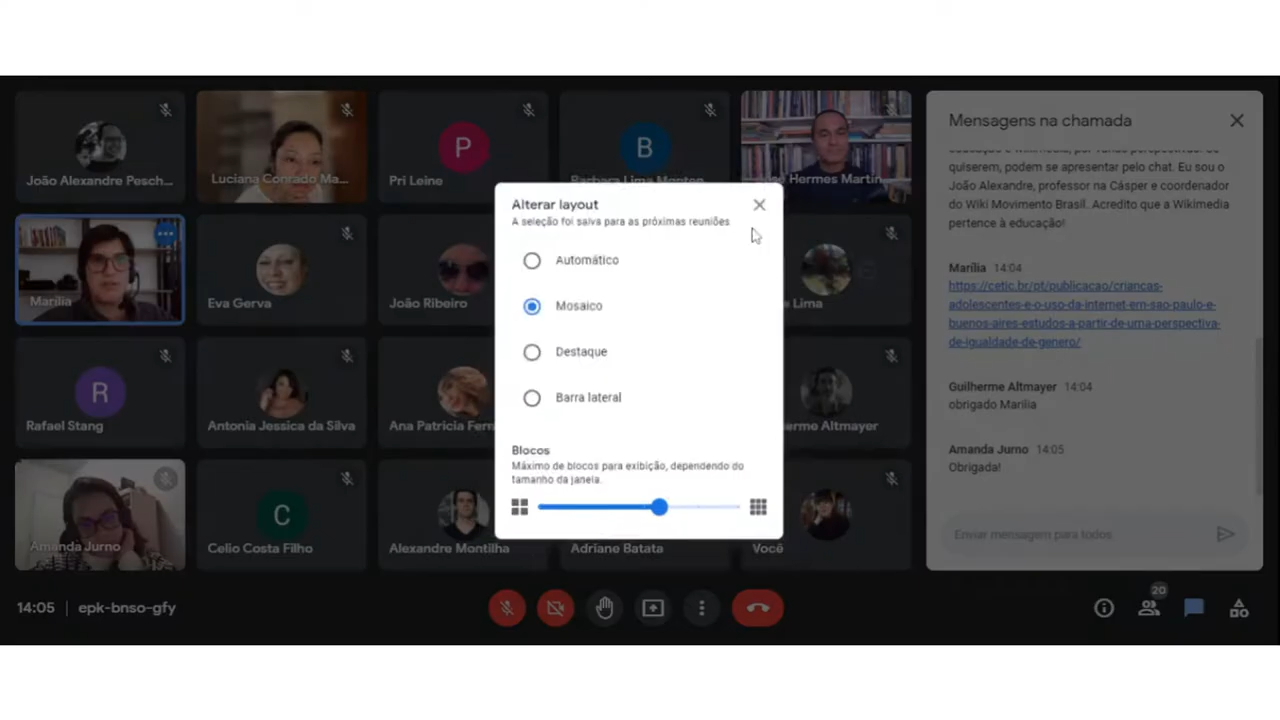 João Alexandre Pesch...
Luciana Conrado Ma...
P
Pri Leine
B
Barbara Lima
Hermes Martin
Marília
Eva Gerva
João Ribeiro
Lima
R
Rafael Stang
Antonia Jessica da Silva
Ana Patricia Fern
erme Altmayer
Amanda Jurno
C
Celio Costa Filho
Alexandre Montilha
Adriane Batata
Você
Alterar layout
A seleção foi salva para as próximas reuniões
Automático
Mosaico
Destaque
Barra lateral
Blocos
Máximo de blocos para exibição, dependendo do
tamanho da janela.
Mensagens na chamada
quiserem, podem se apresentar pelo chat. Eu sou o
João Alexandre, professor na Cásper e coordenador
do Wiki Movimento Brasil. Acredito que a Wikimedia
pertence à educação!
Marília 14:04
https://cetic.br/pt/publicacao/criancas-
adolescentes-e-o-uso-da-internet-em-sao-paulo-e-
buenos-aires-estudos-a-partir-de-uma-perspectiva-
de-igualdade-de-genero/
Guilherme Altmayer 14:04
obrigado Marilia
Amanda Jurno 14:05
Obrigada!
Enviar mensagem para todos
14:05 | epk-bnso-gfy
20